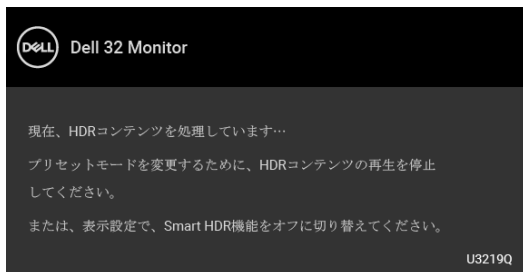 DELL Dell 32 Monitor
現在、HDRコンテンツを処理しています…
プリセットモードを変更するために、HDRコンテンツの再生を停止
してください。
または、表示設定で、Smart HDR機能をオフに切り替えてください。
U3219Q